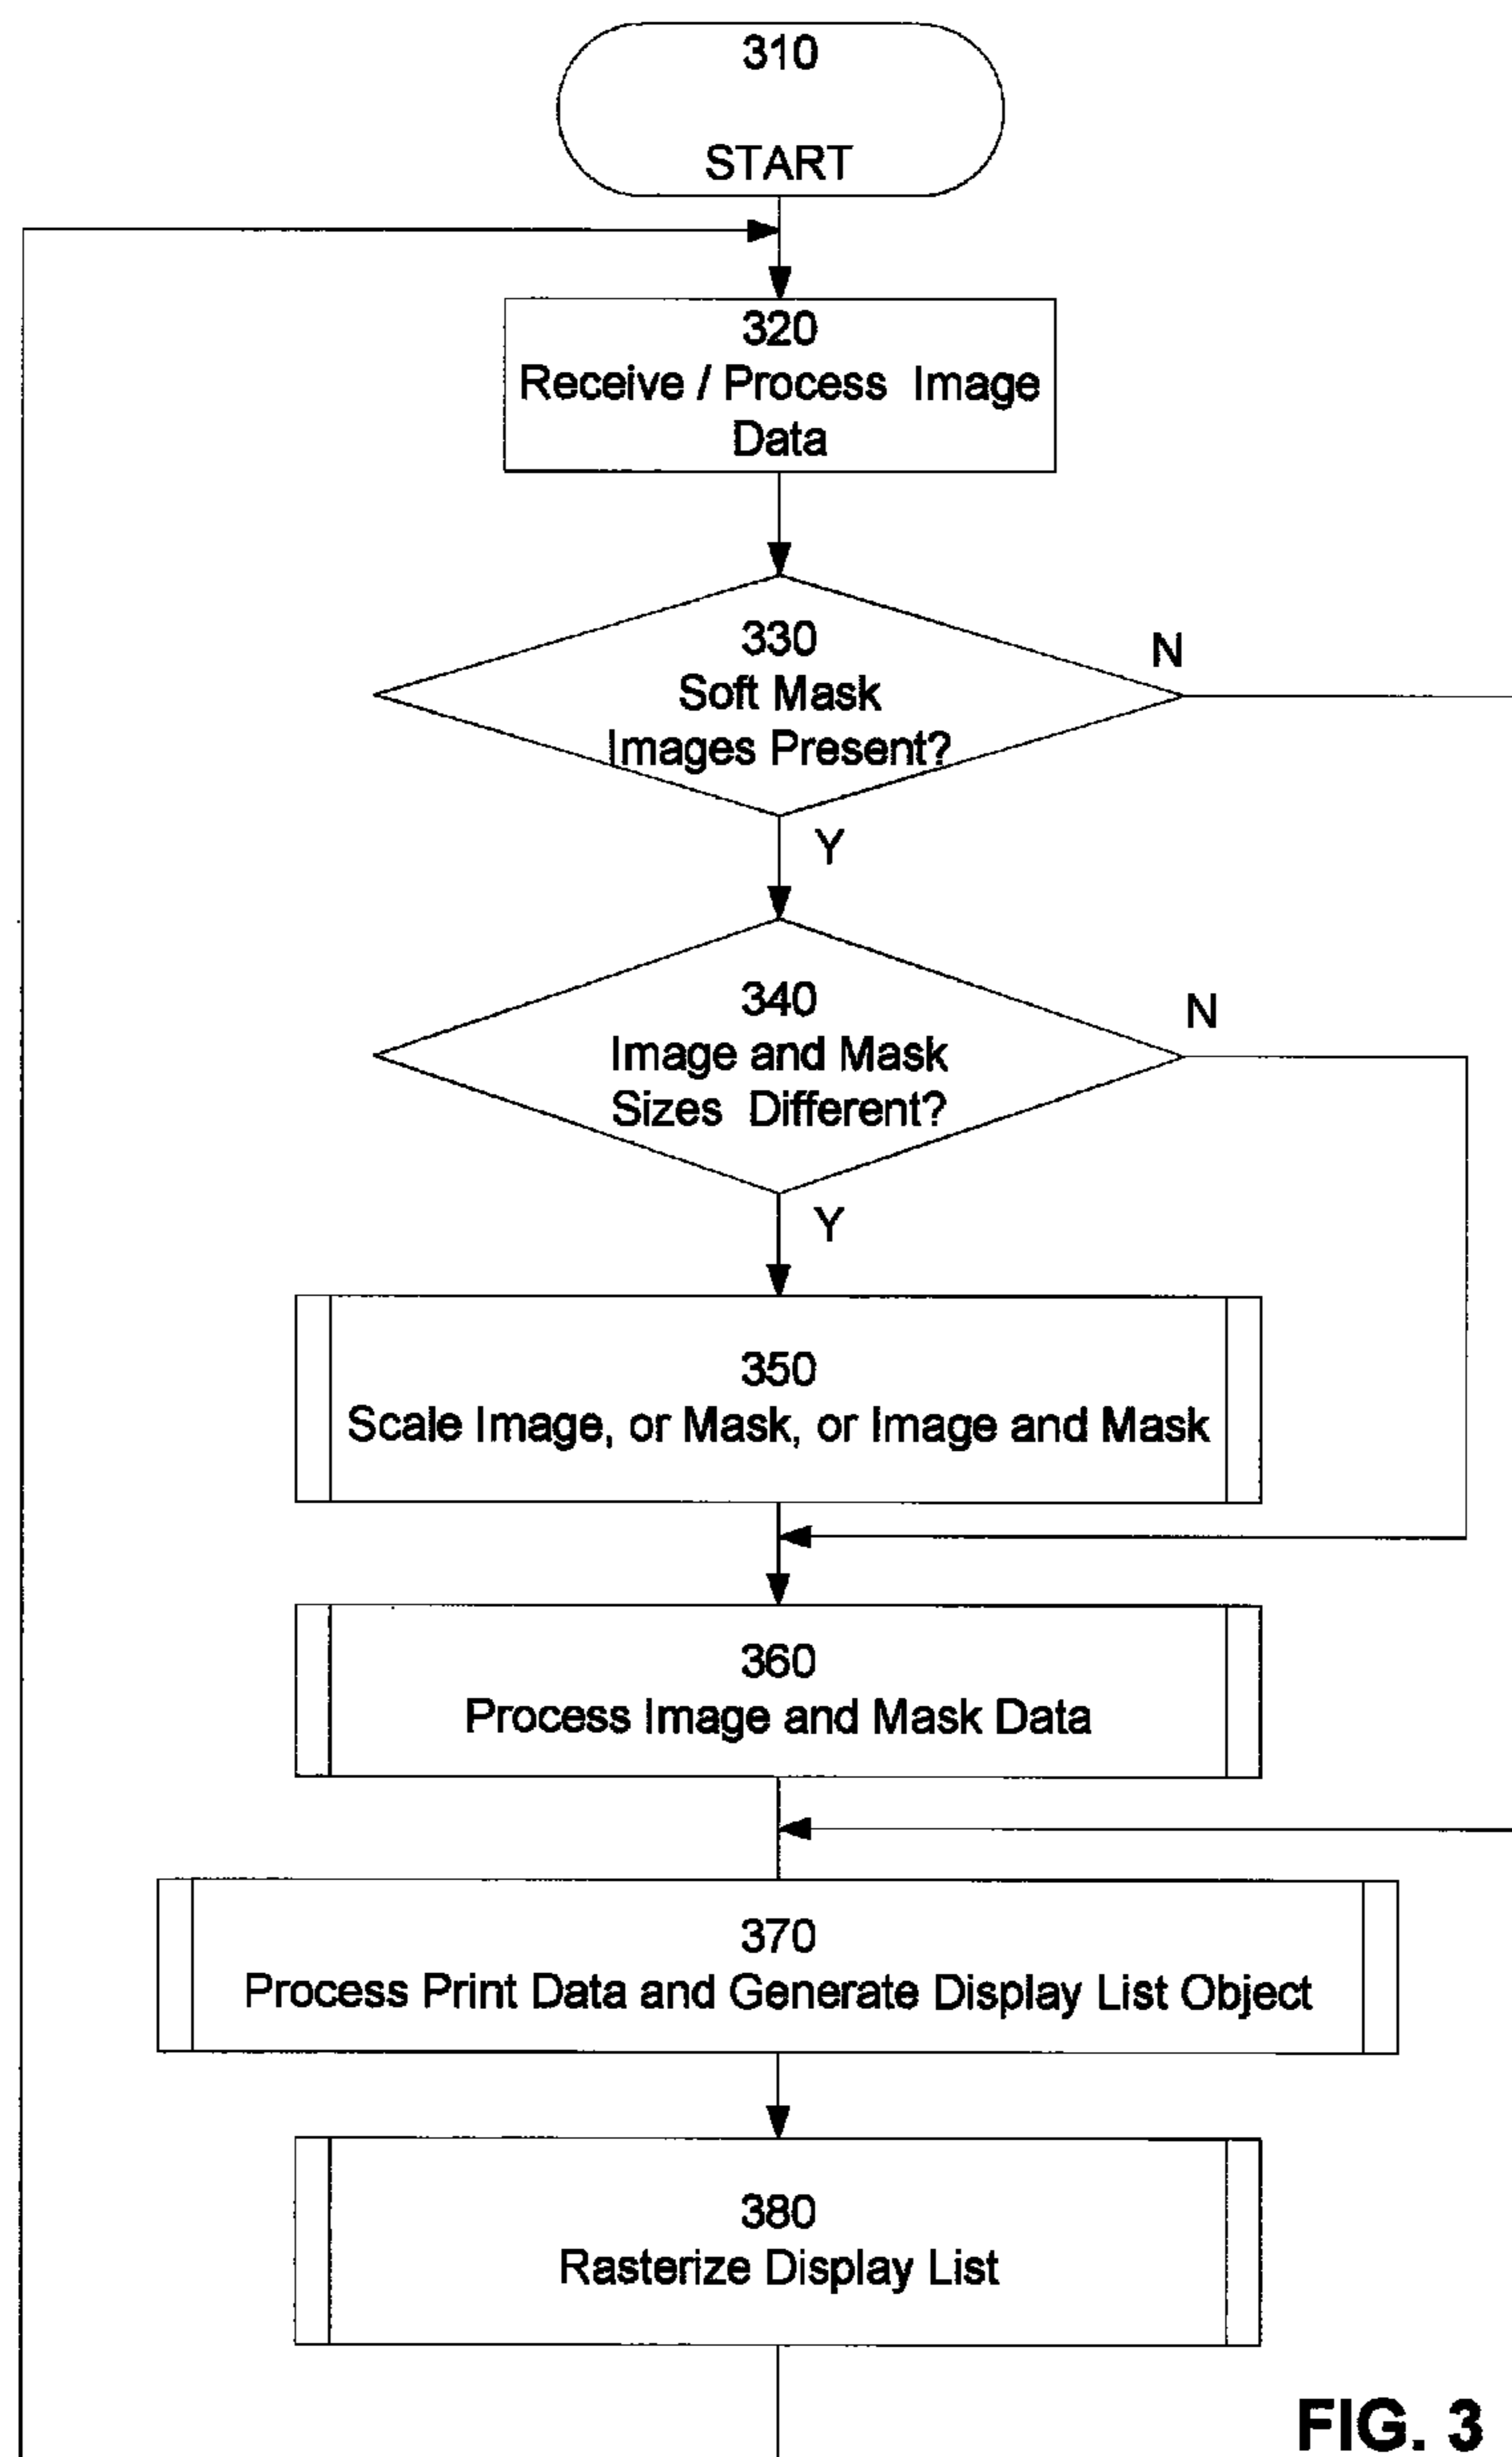 310
START
320
Receive / Process Image
Data
330
Soft Mask
Images Present?
N
Y
340
Image and Mask
Sizes Different?
N
Y
350
Scale Image, or Mask, or Image and Mask
360
Process Image and Mask Data
370
Process Print Data and Generate Display List Object
380
Rasterize Display List
FIG. 3